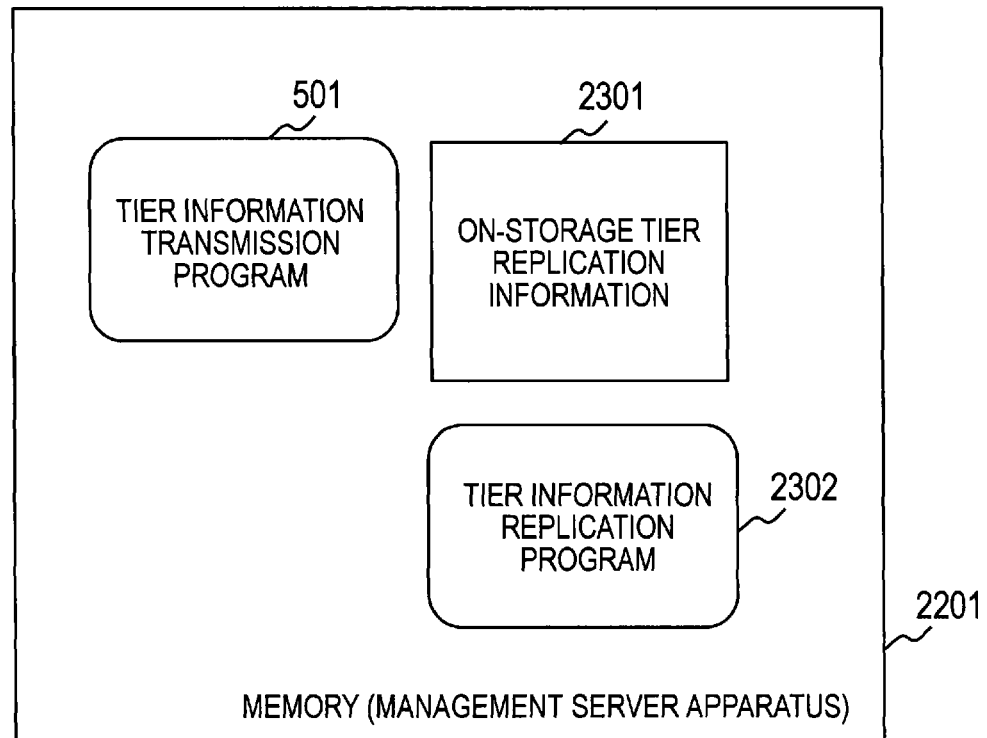 501
2301
TIER INFORMATION
TRANSMISSION
PROGRAM
ON-STORAGE TIER
REPLICATION
INFORMATION
TIER INFORMATION
REPLICATION
PROGRAM
2302
2201
MEMORY (MANAGEMENT SERVER APPARATUS)